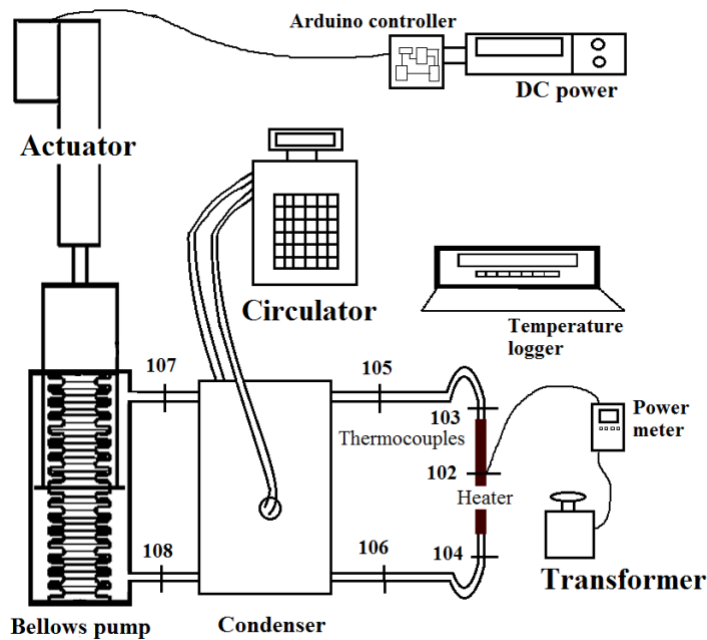 Arduino controller
DC power
Actuator
Circulator
Temperature
logger
107
105
103
Thermocouples
Power
meter
102
Heater
108
106
104
Transformer
Bellows pump
Condenser